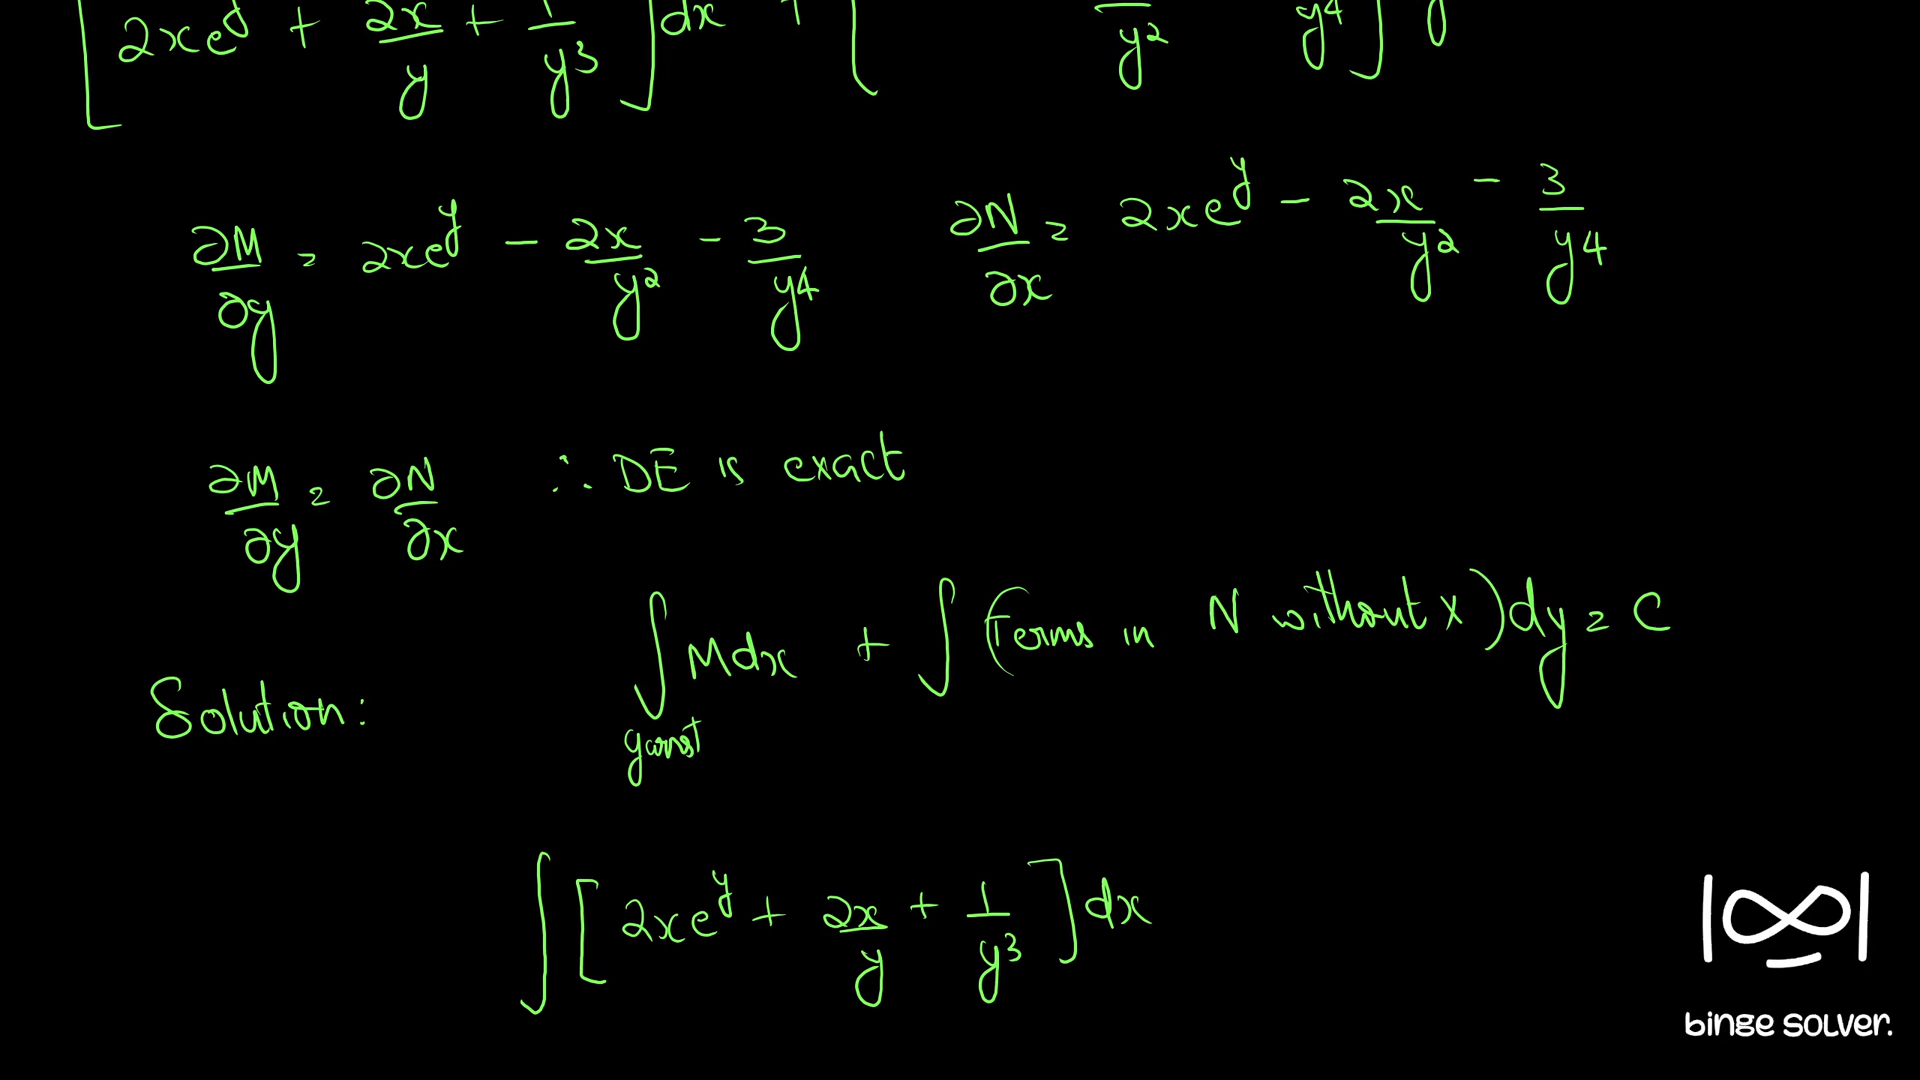 [2xe^y + 2x/y + 1/y^3]dx + [ /y^2 y^4] y
∂M/∂y = 2xe^y - 2x/y^2 - 3/y^4 ∂N/∂x = 2xe^y - 2x/y^2 - 3/y^4
∂M/∂y = ∂N/∂x ∴ DE is exact
Solution: ∫ Mdx + ∫(Terms in N without x)dy = C
y const
∫[2xe^y + 2x/y + 1/y^3]dx
binge solver.